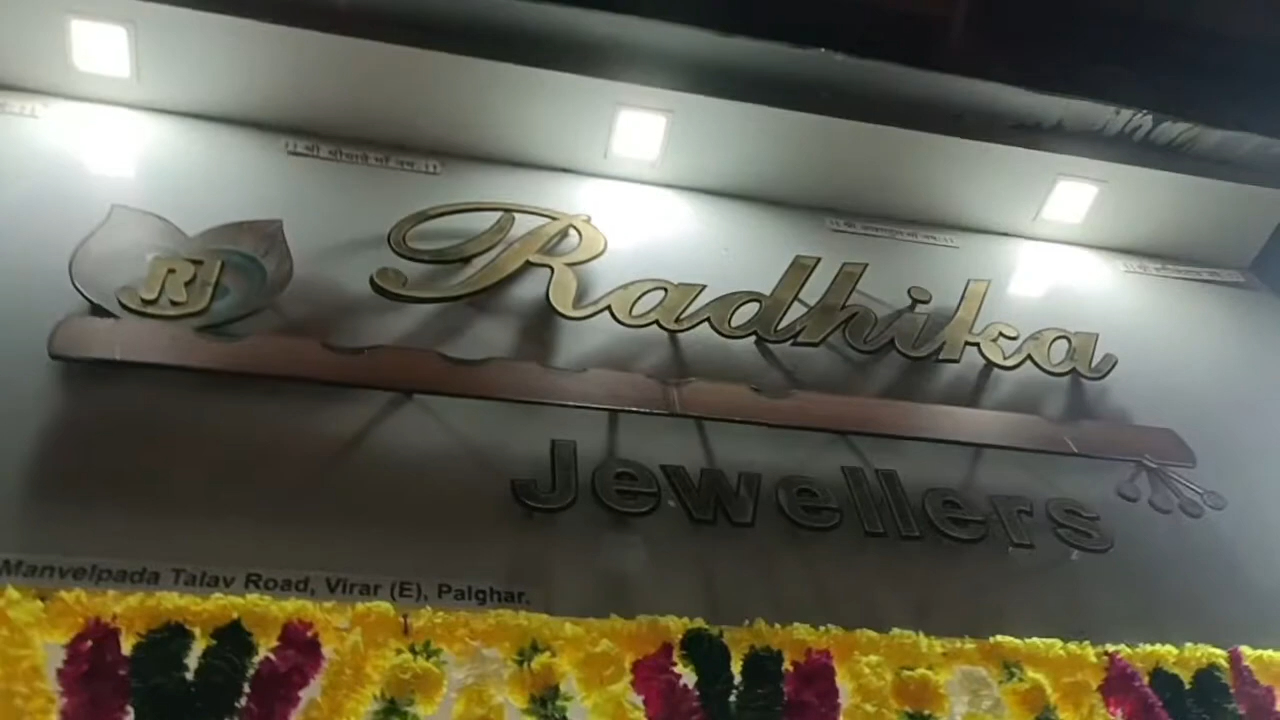 ।। श्री
RJ
Radhika
Jewellers
Manvelpada Talav Road, Virar (E), Palghar.